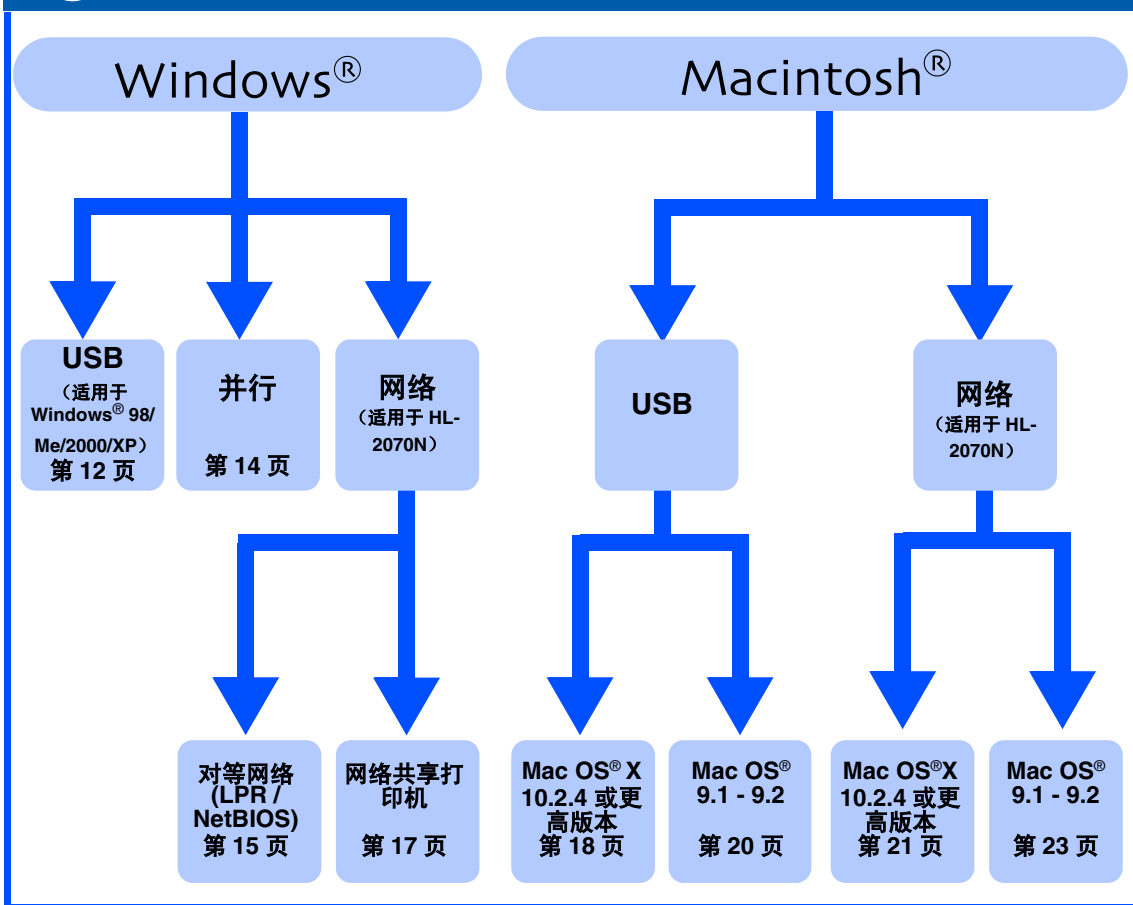 Windows®
Macintosh®
USB
（适用于
Windows® 98/
Me/2000/XP）
第 12 页
并行
第 14 页
网络
（适用于 HL-
2070N）
USB
网络
（适用于 HL-
2070N）
对等网络
(LPR /
NetBIOS)
第 15 页
网络共享打
印机
第 17 页
Mac OS® X
10.2.4 或更
高版本
第 18 页
Mac OS®
9.1 - 9.2
第 20 页
Mac OS®X
10.2.4 或更
高版本
第 21 页
Mac OS®
9.1 - 9.2
第 23 页